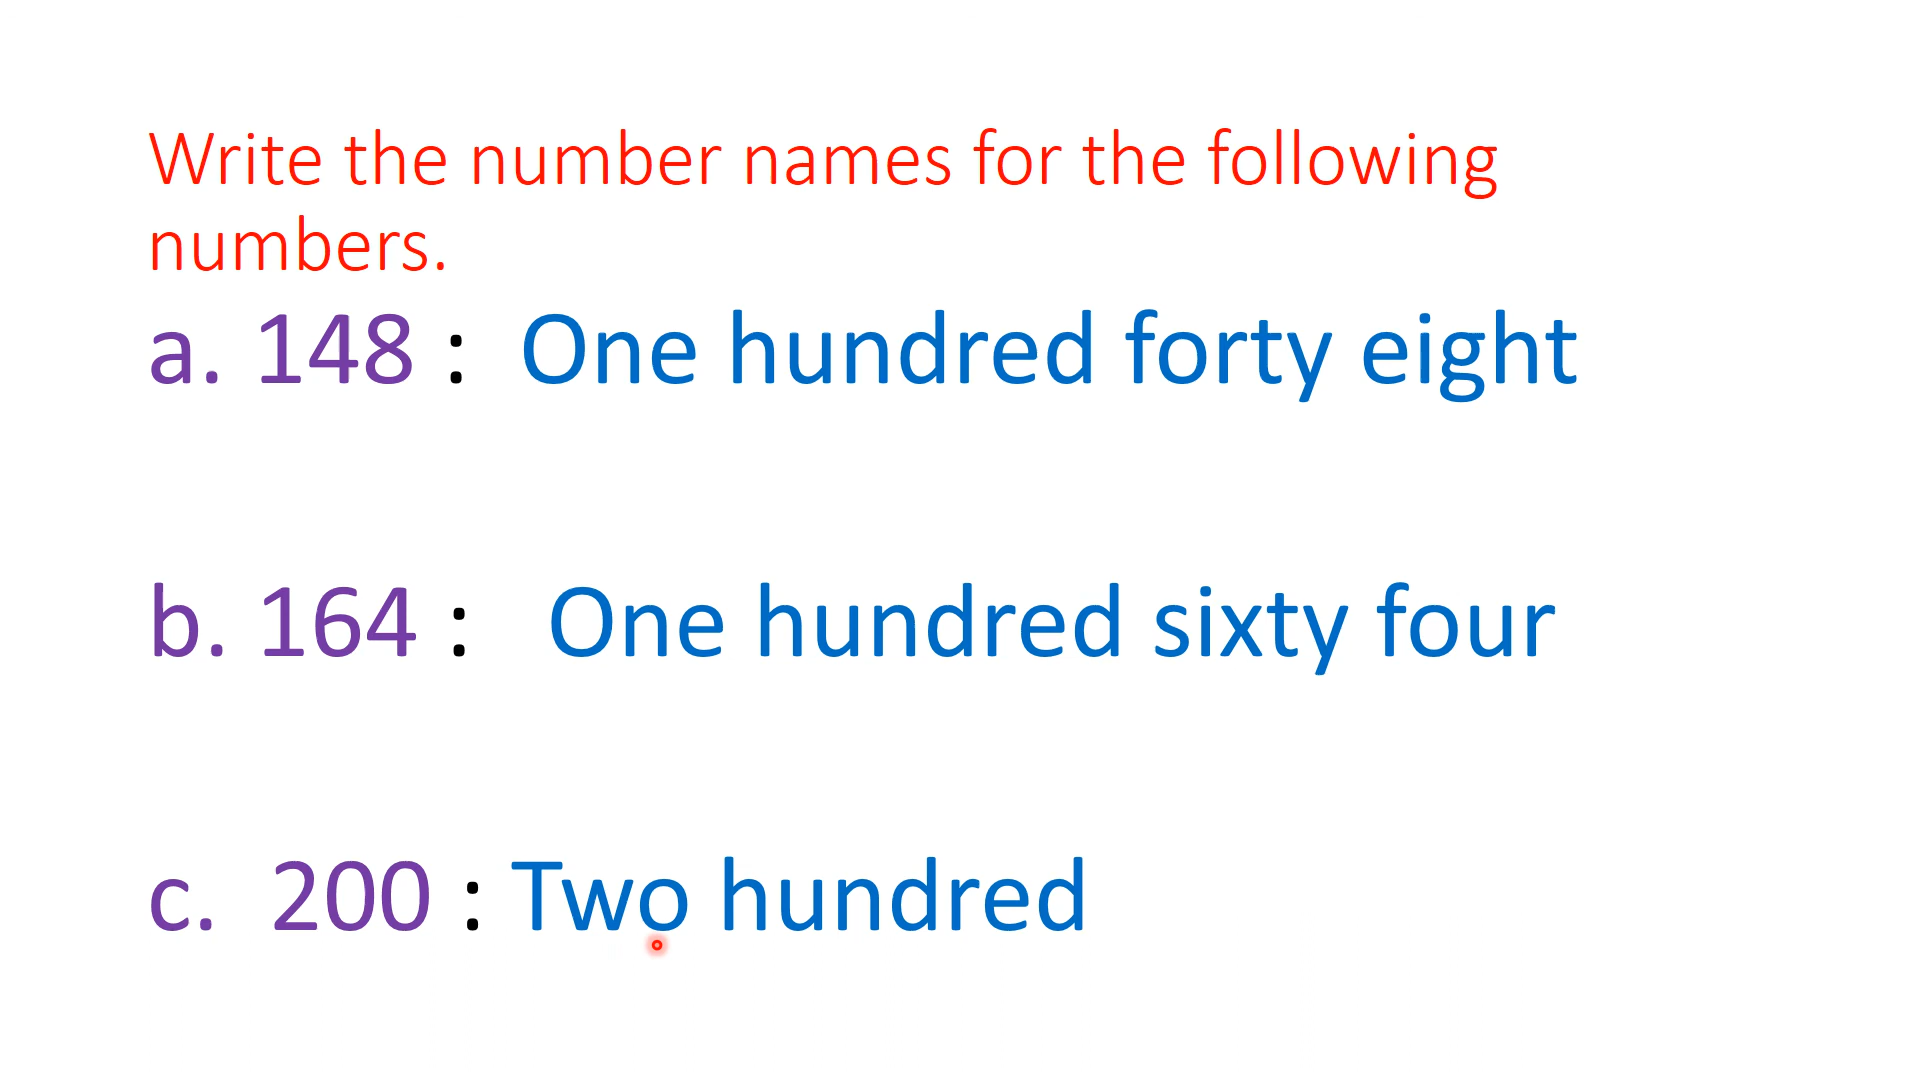 Write the number names for the following
numbers.
a. 148 : One hundred forty eight
b. 164 : One hundred sixty four
c. 200 : Two hundred